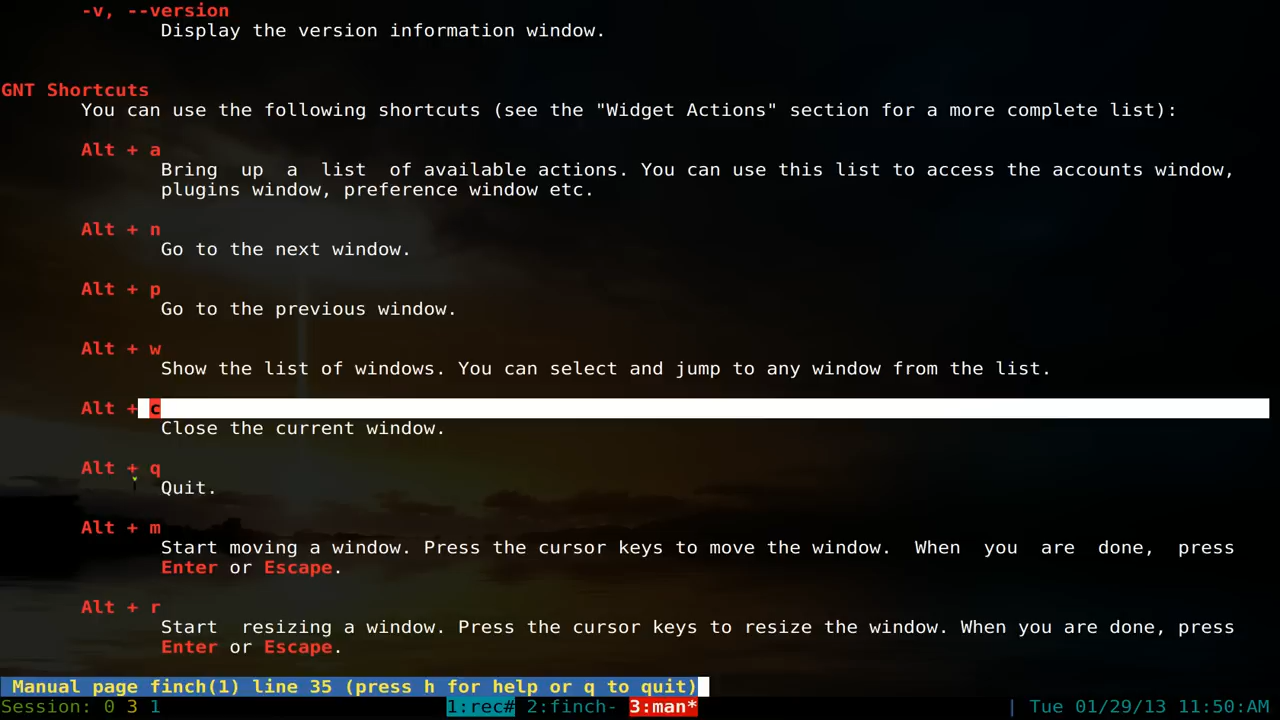 -v, --version
Display the version information window.
GNT Shortcuts
You can use the following shortcuts (see the "Widget Actions" section for a more complete list):
Alt + a
Bring up a list of available actions. You can use this list to access the accounts window,
plugins window, preference window etc.
Alt + n
Go to the next window.
Alt + p
Go to the previous window.
Alt + w
Show the list of windows. You can select and jump to any window from the list.
Alt + c
Close the current window.
Alt + q
Quit.
Alt + m
Start moving a window. Press the cursor keys to move the window. When you are done, press
Enter or Escape.
Alt + r
Start resizing a window. Press the cursor keys to resize the window. When you are done, press
Enter or Escape.
Manual page finch(1) line 35 (press h for help or q to quit)
Session: 0 3 1 1:rec# 2:finch- 3:man* | Tue 01/29/13 11:50:AM